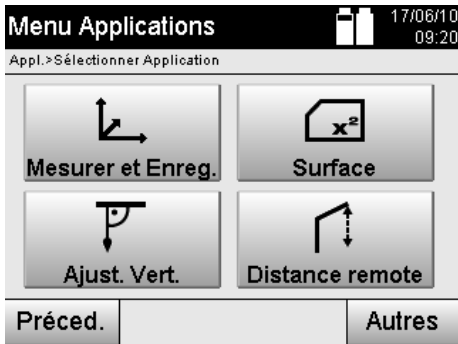 Menu Applications
17/06/10
09:20
Appl.>Sélectionner Application
x²
Mesurer et Enreg.
Surface
Ajust. Vert.
Distance remote
Préced.
Autres